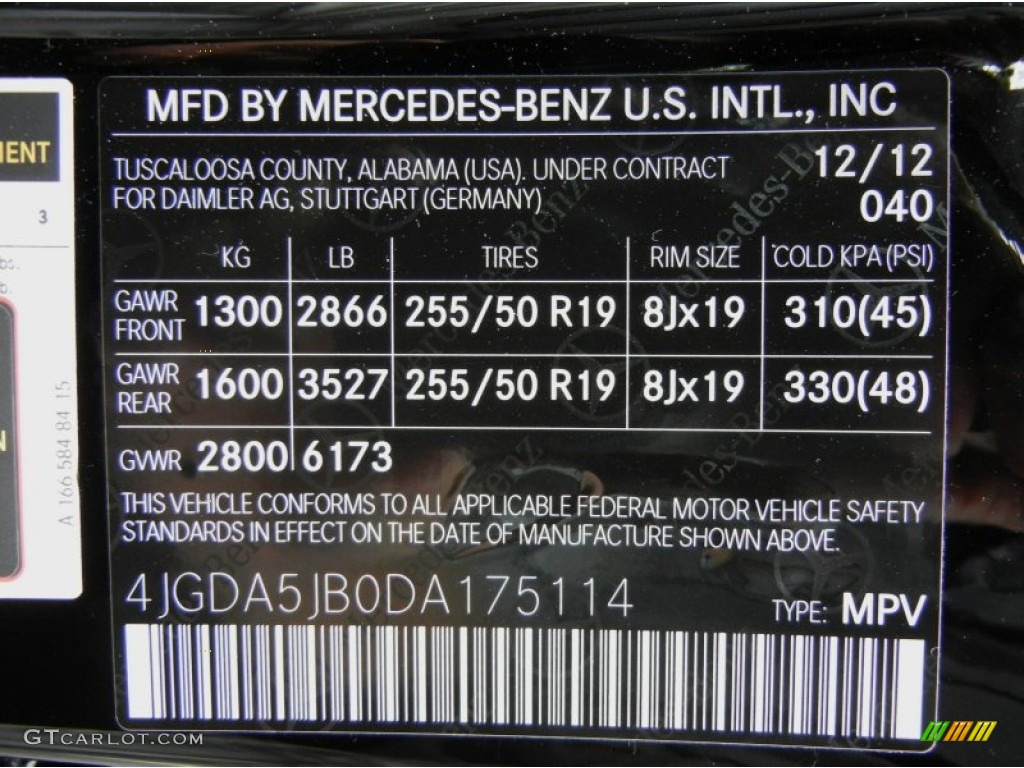 MFD BY MERCEDES-BENZ U.S. INTL., INC
TUSCALOOSA COUNTY, ALABAMA (USA). UNDER CONTRACT
FOR DAIMLER AG, STUTTGART (GERMANY)
12/12
040
KG LB TIRES RIM SIZE COLD KPA (PSI)
GAWR FRONT 1300 2866 255/50 R19 8Jx19 310(45)
GAWR REAR 1600 3527 255/50 R19 8Jx19 330(48)
GVWR 2800 6173
THIS VEHICLE CONFORMS TO ALL APPLICABLE FEDERAL MOTOR VEHICLE SAFETY
STANDARDS IN EFFECT ON THE DATE OF MANUFACTURE SHOWN ABOVE.
4JGDA5JB0DA175114
TYPE: MPV
3
A 166 584 84 15
Mercedes-Benz
GTCARLOT.COM